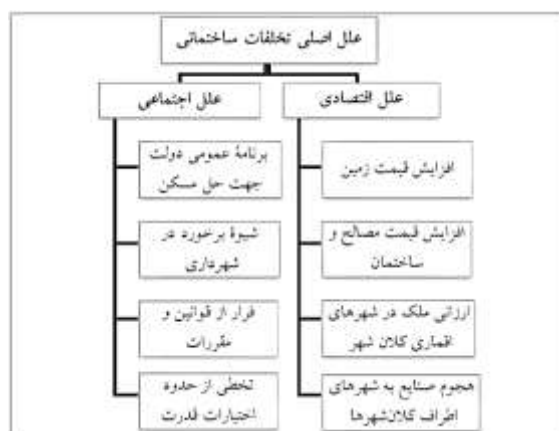 علل اصلی تخلفات ساختمانی
علل اقتصادی
افزایش قیمت زمین
افزایش قیمت مصالح و
ساختمان
ارزانی ملک در شهرهای
اقماری کلان شهر
هجوم صنایع به شهرهای
اطراف کلان‌شهرها
علل اجتماعی
برنامهٔ عمومی دولت
جهت حل مسکن
شیوهٔ برخورد در
شهرداری
فرار از قوانین و
مقررات
تخطی از حدوه
اختیارات قدرت